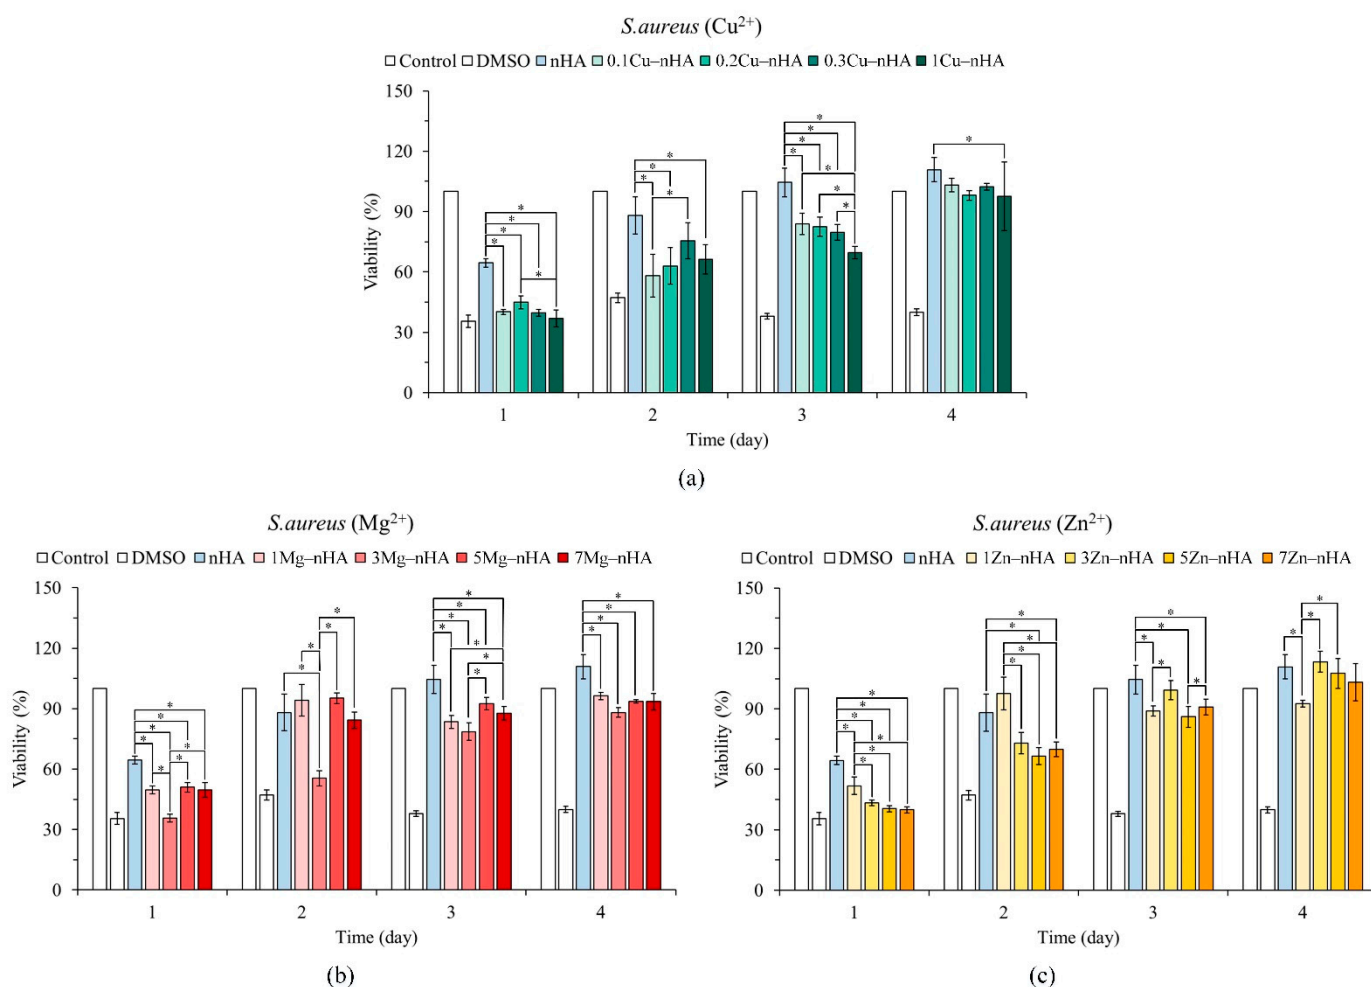 S.aureus (Cu²⁺)
Control DMSO nHA 0.1Cu–nHA 0.2Cu–nHA 0.3Cu–nHA 1Cu–nHA
150
120
90
60
30
0
Viability (%)
* * * * *
* * * *
* * * * * * *
*
1 2 3 4
Time (day)
(a)
S.aureus (Mg²⁺)
Control DMSO nHA 1Mg–nHA 3Mg–nHA 5Mg–nHA 7Mg–nHA
150
120
90
60
30
0
Viability (%)
* * * * * * *
* * * *
* * * * * * *
* * * *
1 2 3 4
Time (day)
(b)
S.aureus (Zn²⁺)
Control DMSO nHA 1Zn–nHA 3Zn–nHA 5Zn–nHA 7Zn–nHA
150
120
90
60
30
0
Viability (%)
* * * * * * *
* * * * *
* * * * *
* * *
1 2 3 4
Time (day)
(c)